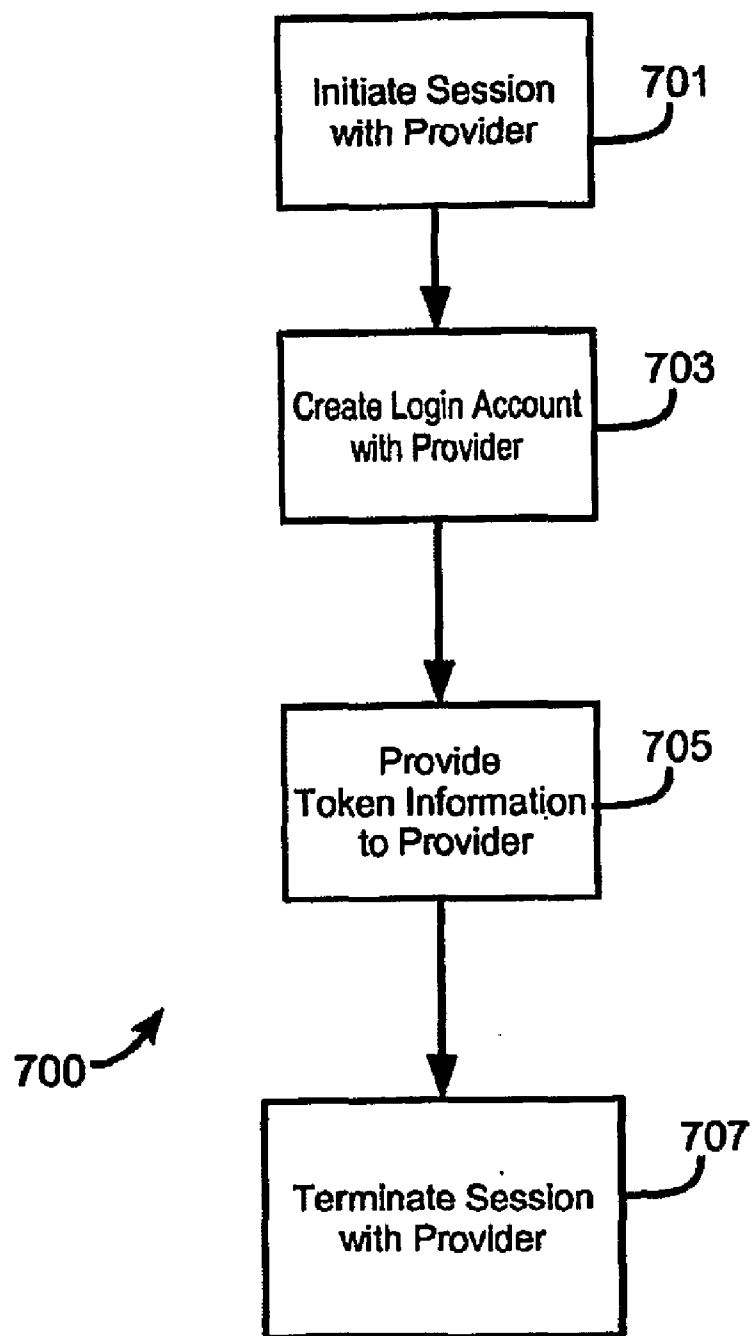 Initiate Session
with Provider
701
Create Login Account
with Provider
703
Provide
Token Information
to Provider
705
700
Terminate Session
with Provider
707